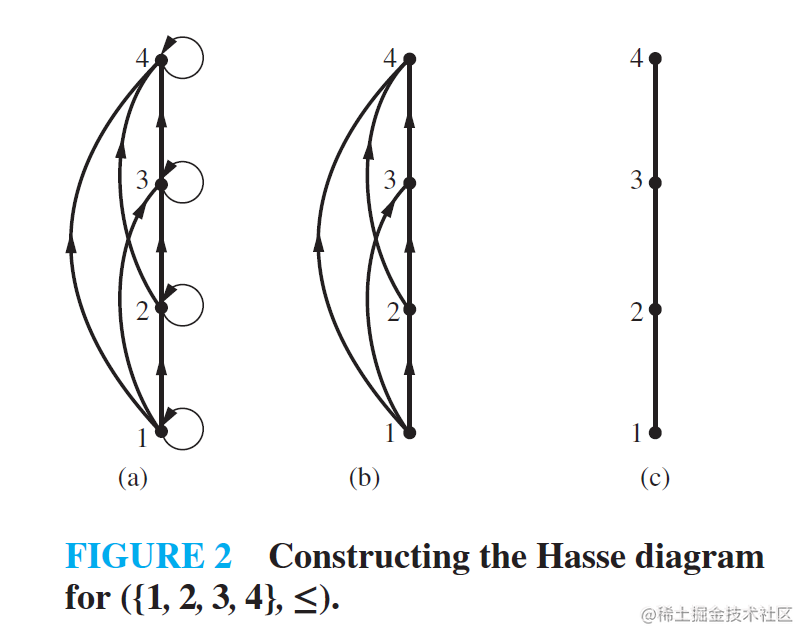 4 4 4
3 3 3
2 2 2
1 1 1
(a) (b) (c)
FIGURE 2 Constructing the Hasse diagram
for ({1, 2, 3, 4}, ≤).
@稀土掘金技术社区